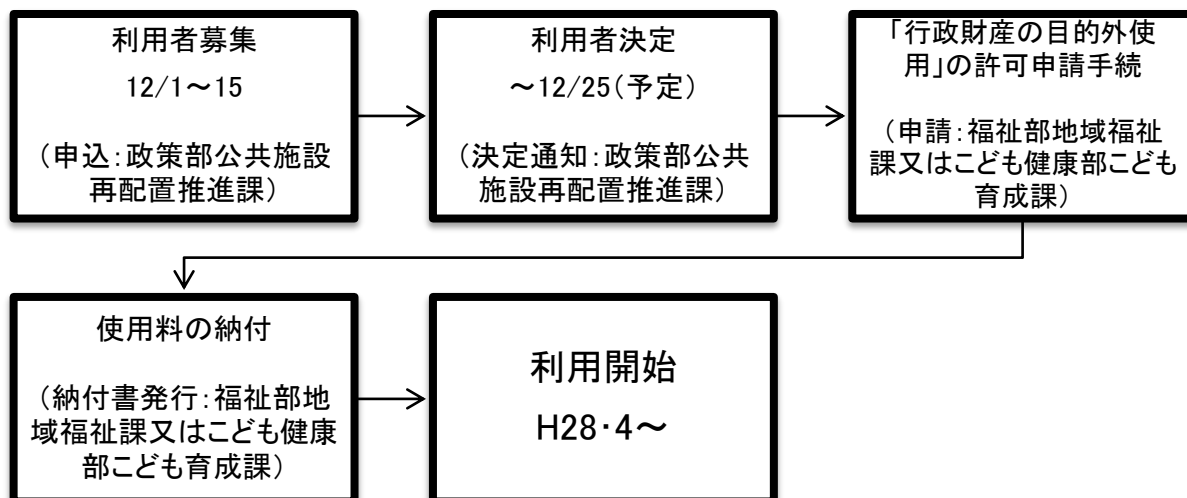 利用者募集
12/1～15
（申込：政策部公共施設
再配置推進課）
利用者決定
～12/25（予定）
（決定通知：政策部公共
施設再配置推進課）
「行政財産の目的外使
用」の許可申請手続
（申請：福祉部地域福祉
課又はこども健康部こども
育成課）
使用料の納付
（納付書発行：福祉部地
域福祉課又はこども健康
部こども育成課）
利用開始
H28・4～